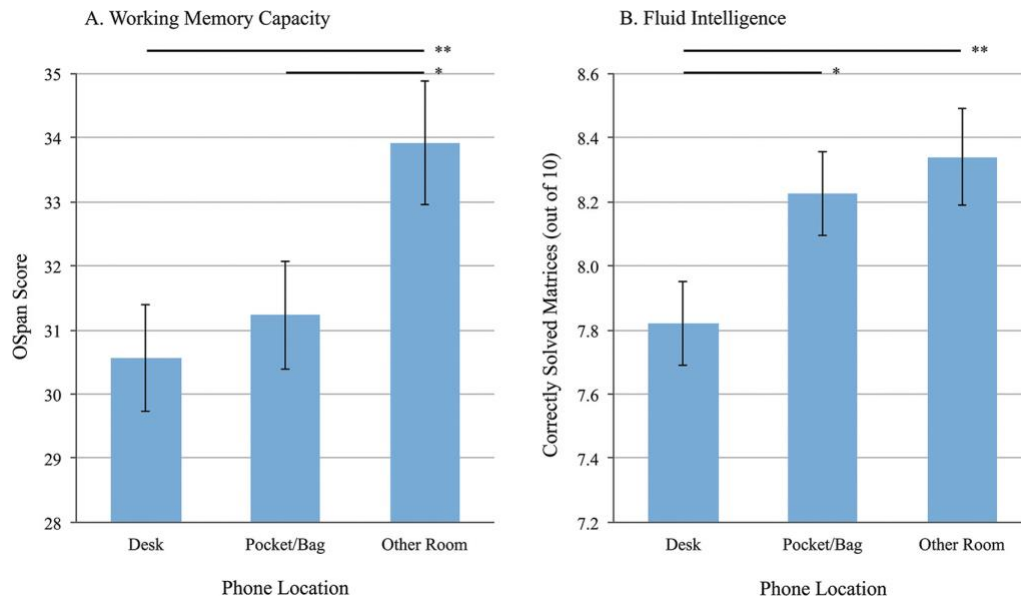 A. Working Memory Capacity
**
*
35
34
33
32
31
30
29
28
OSpan Score
Desk
Pocket/Bag
Other Room
Phone Location
B. Fluid Intelligence
**
*
8.6
8.4
8.2
8.0
7.8
7.6
7.4
7.2
Correctly Solved Matrices (out of 10)
Desk
Pocket/Bag
Other Room
Phone Location